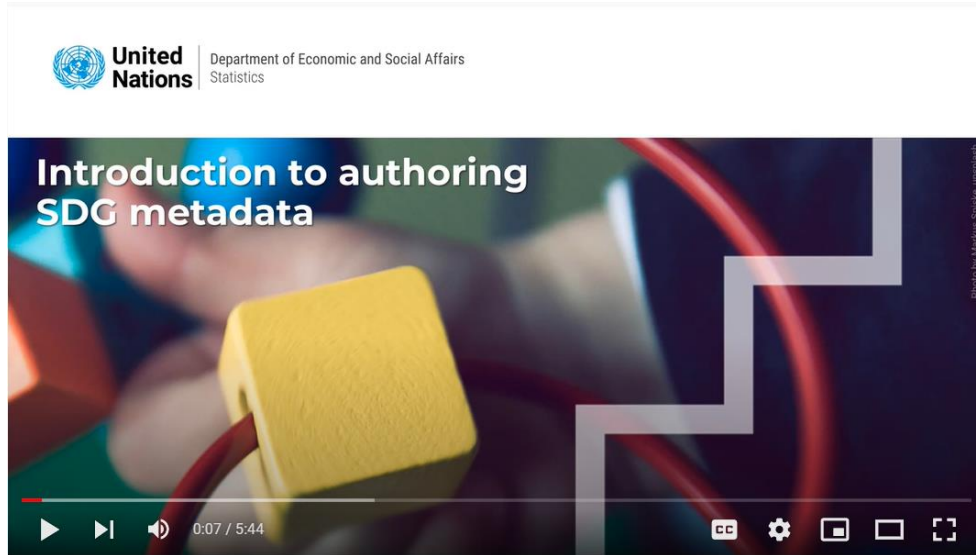 United
Nations
Department of Economic and Social Affairs
Statistics
Introduction to authoring
SDG metadata
0:07 / 5:44
CC